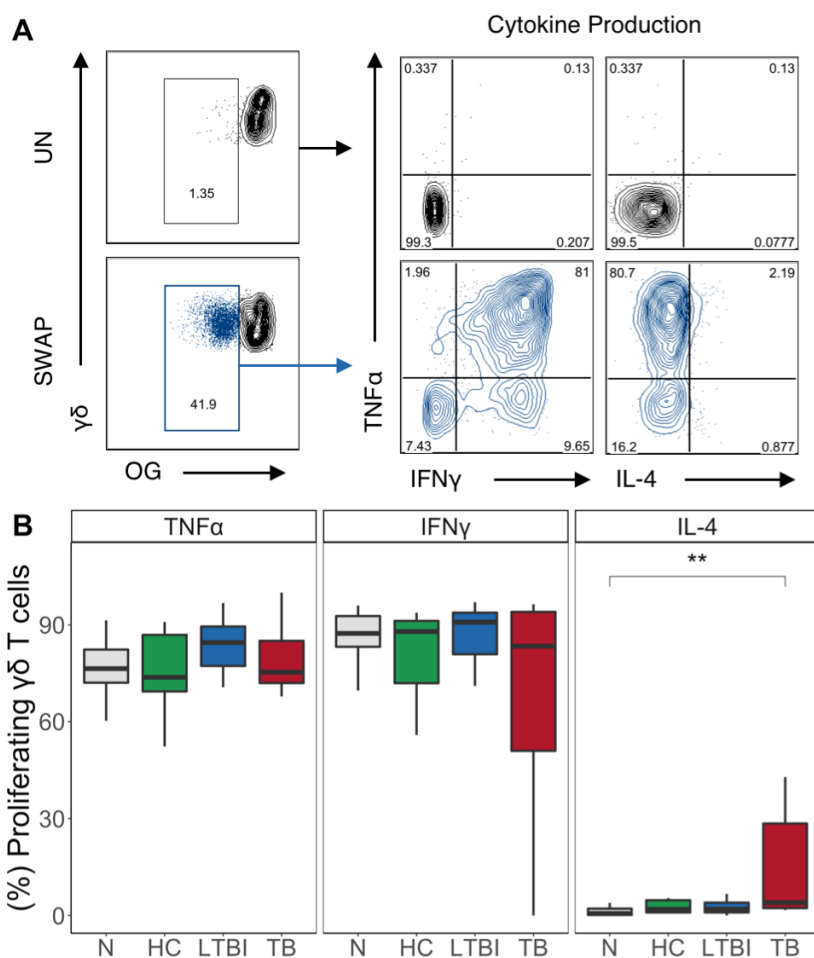 A
Cytokine Production
UN
1.35
0.337 0.13
99.3 0.207
0.337 0.13
99.5 0.0777
SWAP
41.9
1.96 81
7.43 9.65
80.7 2.19
16.2 0.877
γδ
OG
TNFα
IFNγ
IL-4
B
TNFα IFNγ IL-4
**
(%) Proliferating γδ T cells
90
60
30
0
N HC LTBI TB
N HC LTBI TB
N HC LTBI TB